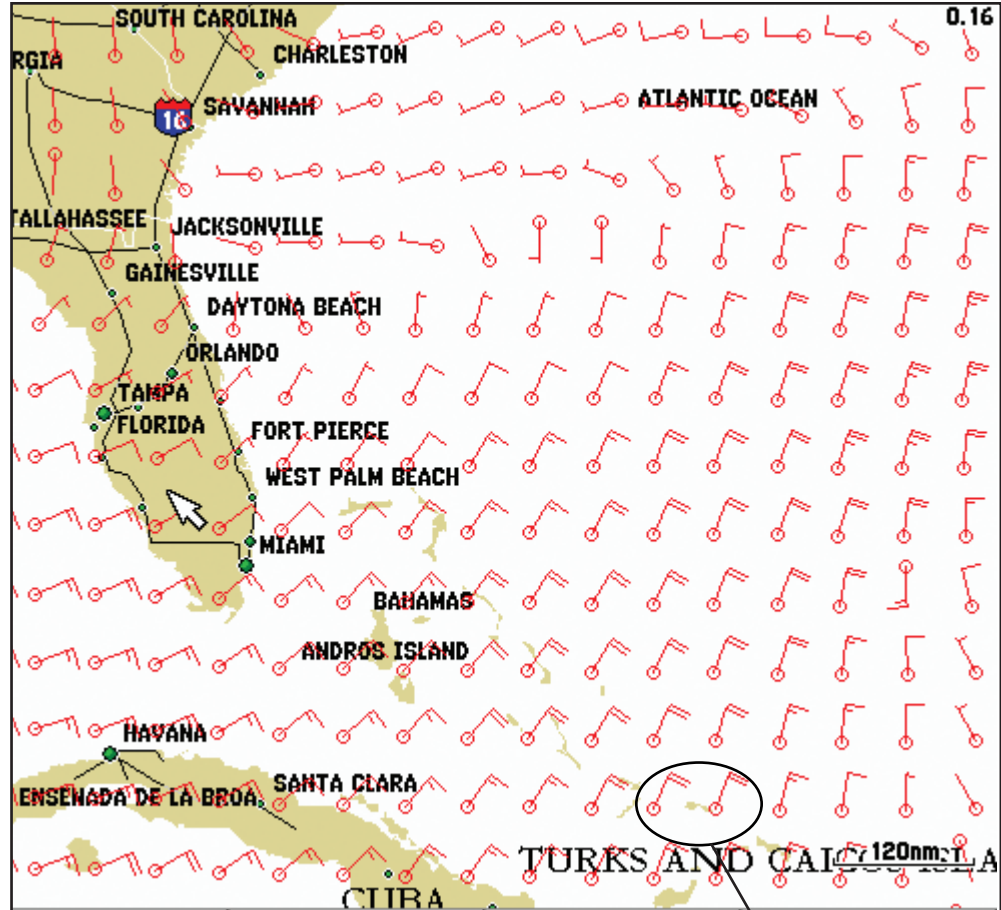 SOUTH CAROLINA
0.16
RGIA
CHARLESTON
16
SAVANNAH
ATLANTIC OCEAN
TALLAHASSEE
JACKSONVILLE
GAINESVILLE
DAYTONA BEACH
ORLANDO
TAMPA
FLORIDA
FORT PIERCE
WEST PALM BEACH
MIAMI
BAHAMAS
ANDROS ISLAND
HAVANA
SANTA CLARA
ENSENADA DE LA BROA
TURKS AND
120nm
CUBA